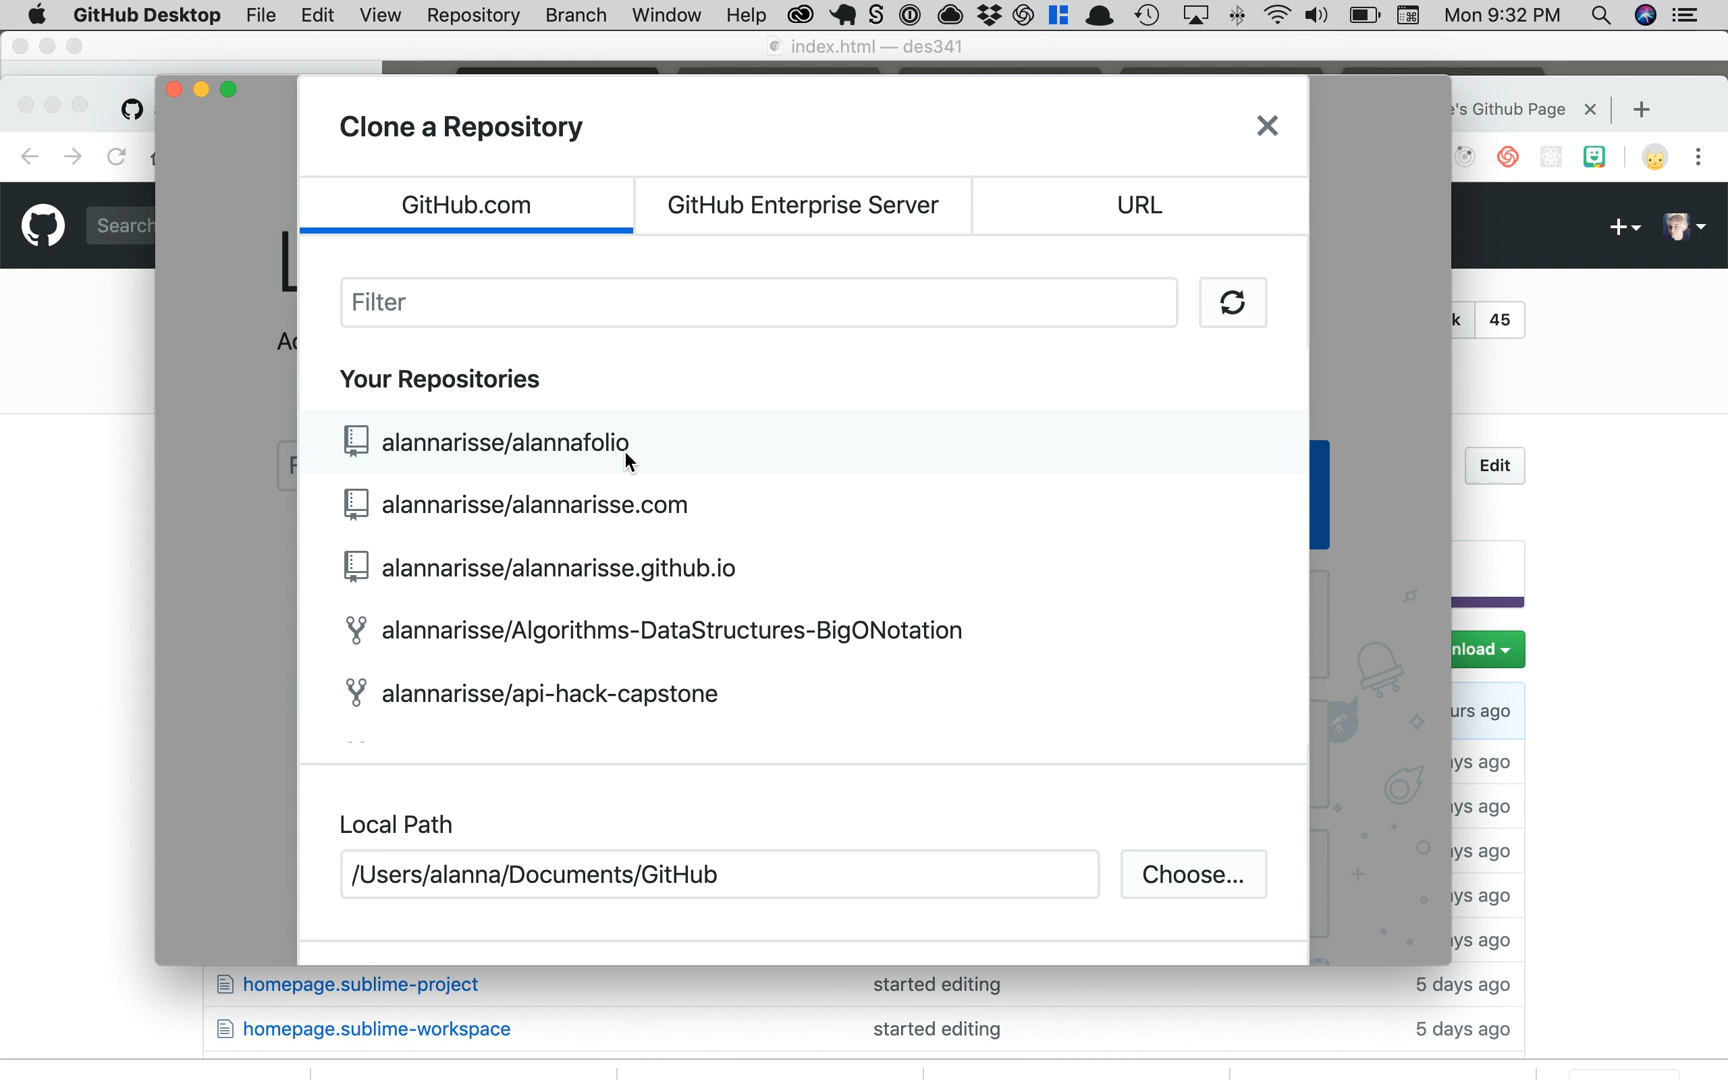 GitHub Desktop File Edit View Repository Branch Window Help Mon 9:32 PM
index.html — des341
Clone a Repository
's Github Page
GitHub.com GitHub Enterprise Server URL
Search
Filter
45
Your Repositories
alannarisse/alannafolio
Edit
alannarisse/alannarisse.com
alannarisse/alannarisse.github.io
alannarisse/Algorithms-DataStructures-BigONotation
nload
alannarisse/api-hack-capstone
urs ago
ys ago
ys ago
Local Path
ys ago
/Users/alanna/Documents/GitHub Choose...
ys ago
ys ago
homepage.sublime-project started editing 5 days ago
homepage.sublime-workspace started editing 5 days ago